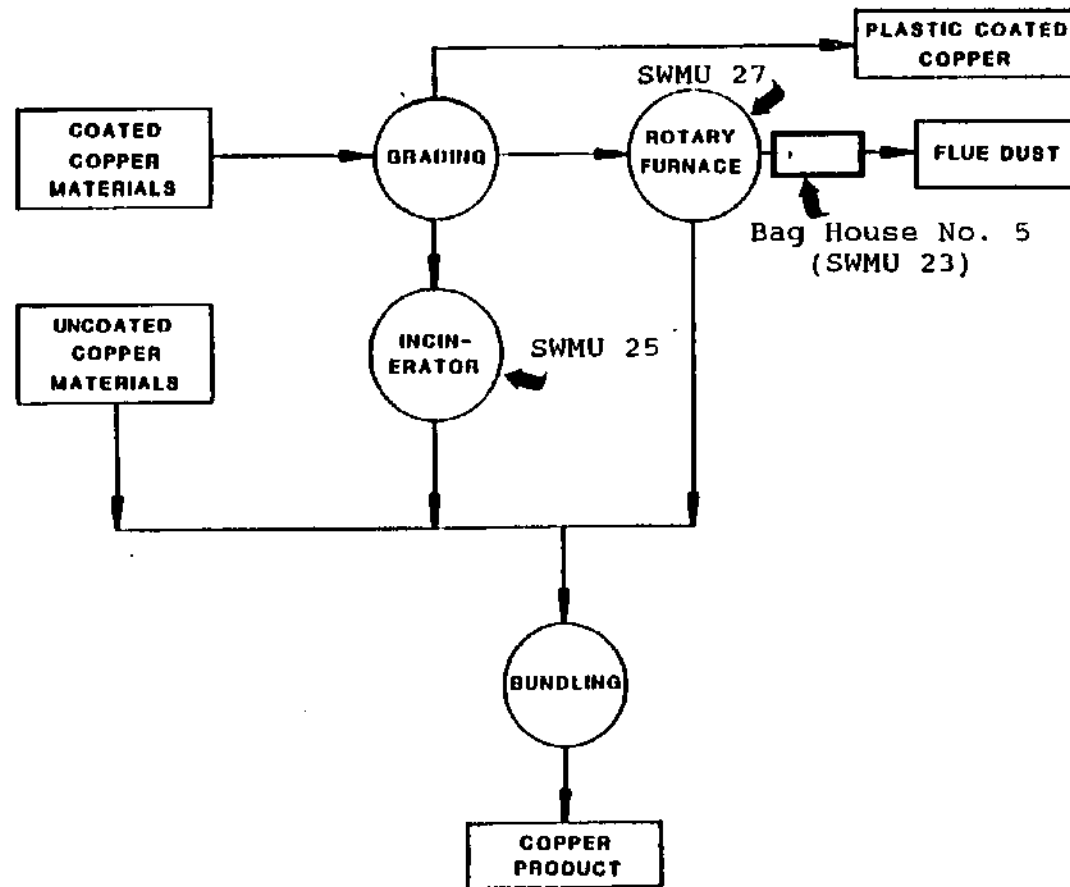 PLASTIC COATED
COPPER
SWMU 27
COATED
COPPER
MATERIALS
GRADING
ROTARY
FURNACE
FLUE DUST
Bag House No. 5
(SWMU 23)
UNCOATED
COPPER
MATERIALS
INCIN-
ERATOR
SWMU 25
BUNDLING
COPPER
PRODUCT